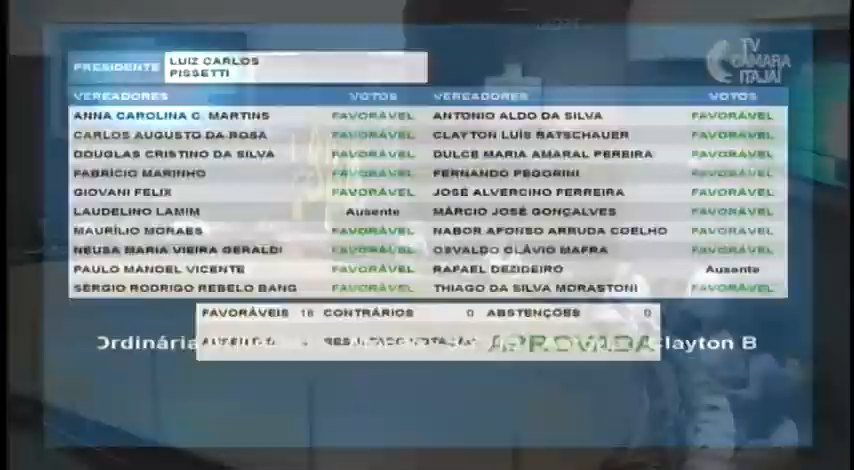 TV
CÂMARA
ITAJAÍ
PRESIDENTE LUIZ CARLOS
PISSETTI
VEREADORES VOTOS VEREADORES VOTOS
ANNA CAROLINA C. MARTINS FAVORÁVEL ANTONIO ALDO DA SILVA FAVORÁVEL
CARLOS AUGUSTO DA ROSA FAVORÁVEL CLAYTON LUÍS BATSCHAUER FAVORÁVEL
DOUGLAS CRISTINO DA SILVA FAVORÁVEL DULCE MARIA AMARAL PEREIRA FAVORÁVEL
FABRÍCIO MARINHO FAVORÁVEL FERNANDO PEGORINI FAVORÁVEL
GIOVANI FELIX FAVORÁVEL JOSÉ ALVERCINO FERREIRA FAVORÁVEL
LAUDELINO LAMIM Ausente MÁRCIO JOSÉ GONÇALVES FAVORÁVEL
MAURÍLIO MORAES FAVORÁVEL NABOR AFONSO ARRUDA COELHO FAVORÁVEL
NEUSA MARIA VIEIRA GERALDI FAVORÁVEL OSVALDO CLÁVIO MAFRA FAVORÁVEL
PAULO MANOEL VICENTE FAVORÁVEL RAFAEL DEZIDEIRO Ausente
SÉRGIO RODRIGO REBELO BANG FAVORÁVEL THIAGO DA SILVA MORASTONI FAVORÁVEL
FAVORÁVEIS 18 CONTRÁRIOS 0 ABSTENÇÕES 0
Ordinária RESULTADO VOTAÇÃO APROVADA Clayton B